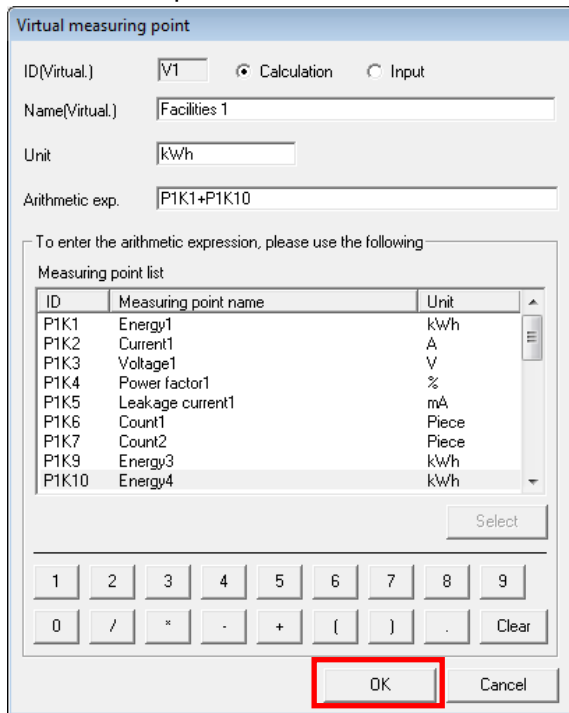 Virtual measuring point
ID(Virtual.) V1 Calculation Input
Name(Virtual.) Facilities 1
Unit kWh
Arithmetic exp. P1K1+P1K10
To enter the arithmetic expression, please use the following
Measuring point list
ID Measuring point name Unit
P1K1 Energy1 kWh
P1K2 Current1 A
P1K3 Voltage1 V
P1K4 Power factor1 %
P1K5 Leakage current1 mA
P1K6 Count1 Piece
P1K7 Count2 Piece
P1K9 Energy3 kWh
P1K10 Energy4 kWh
Select
1 2 3 4 5 6 7 8 9
0 / * - + ( ) . Clear
OK Cancel